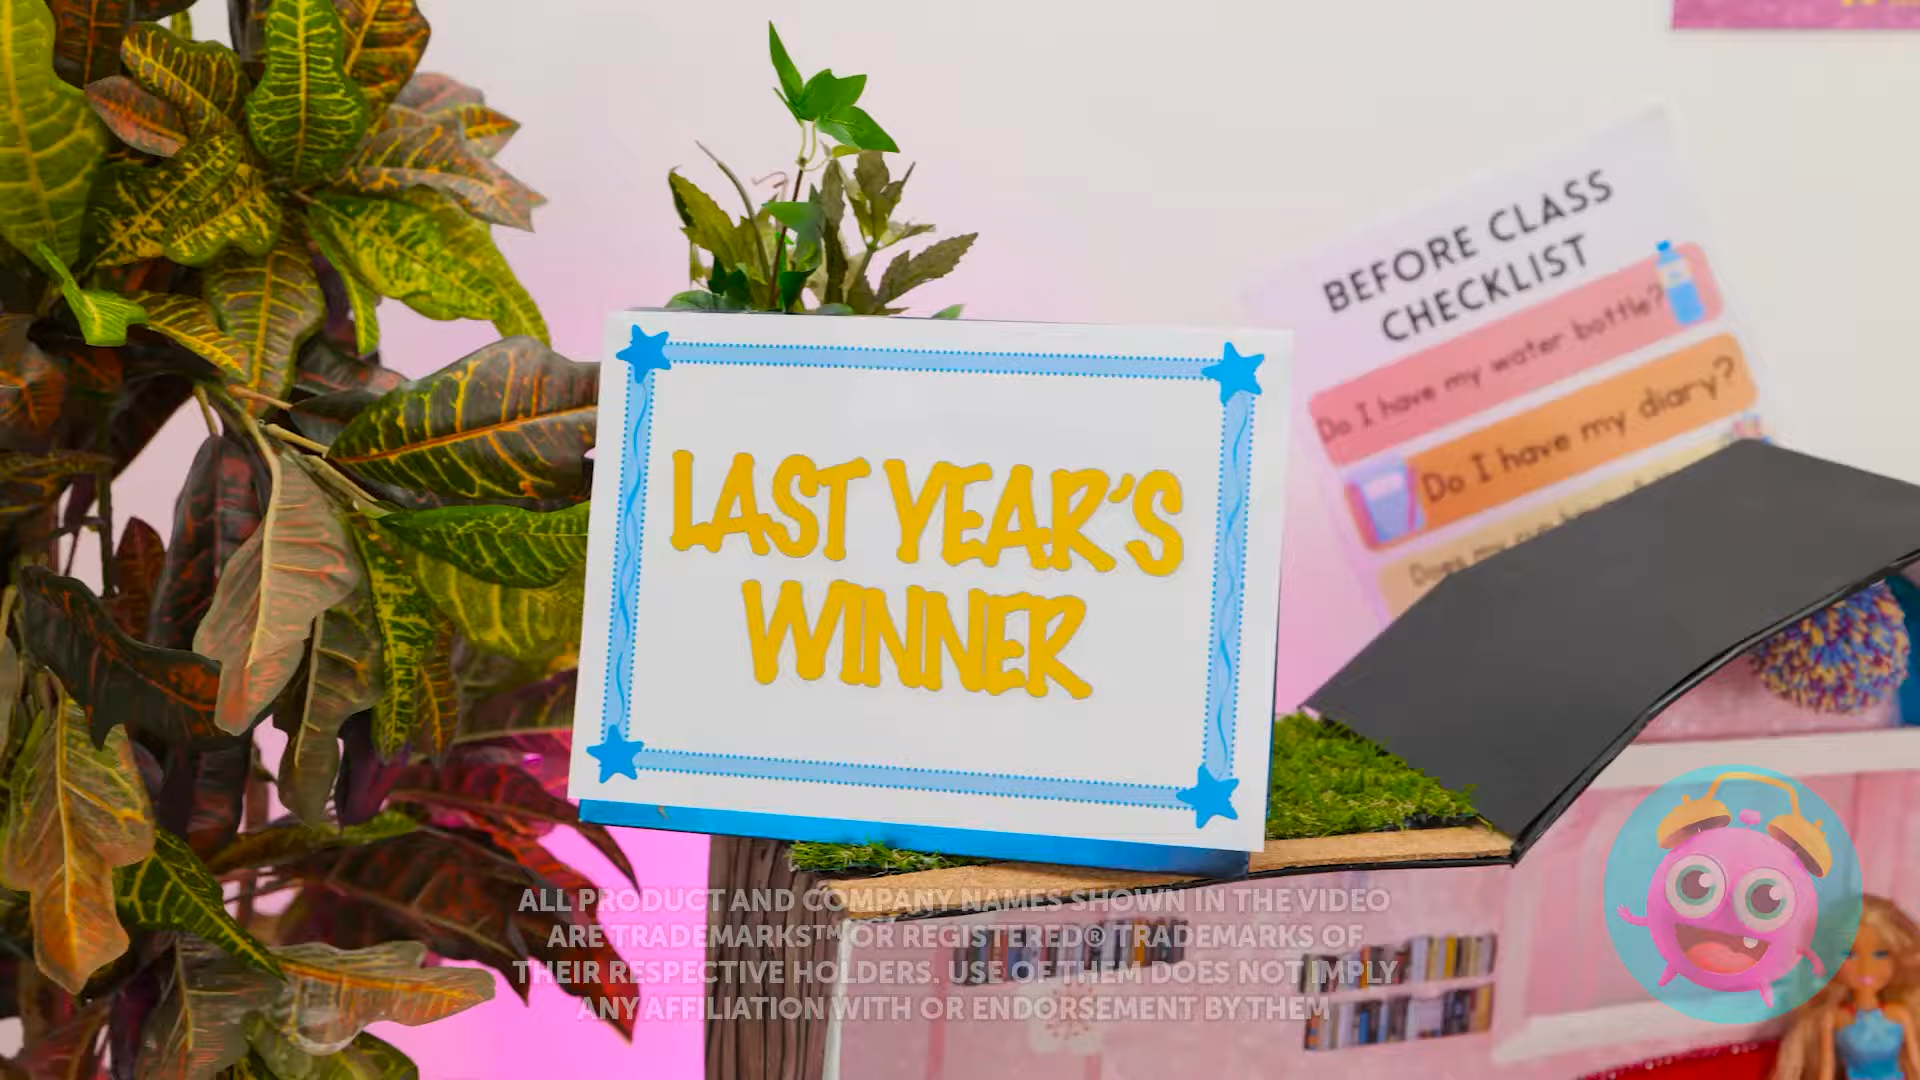 BEFORE CLASS
CHECKLIST
Do I have my water bottle?
Do I have my diary?
LAST YEAR'S
WINNER
ALL PRODUCT AND COMPANY NAMES SHOWN IN THE VIDEO
ARE TRADEMARKS™ OR REGISTERED® TRADEMARKS OF
THEIR RESPECTIVE HOLDERS. USE OF THEM DOES NOT IMPLY
ANY AFFILIATION WITH OR ENDORSEMENT BY THEM